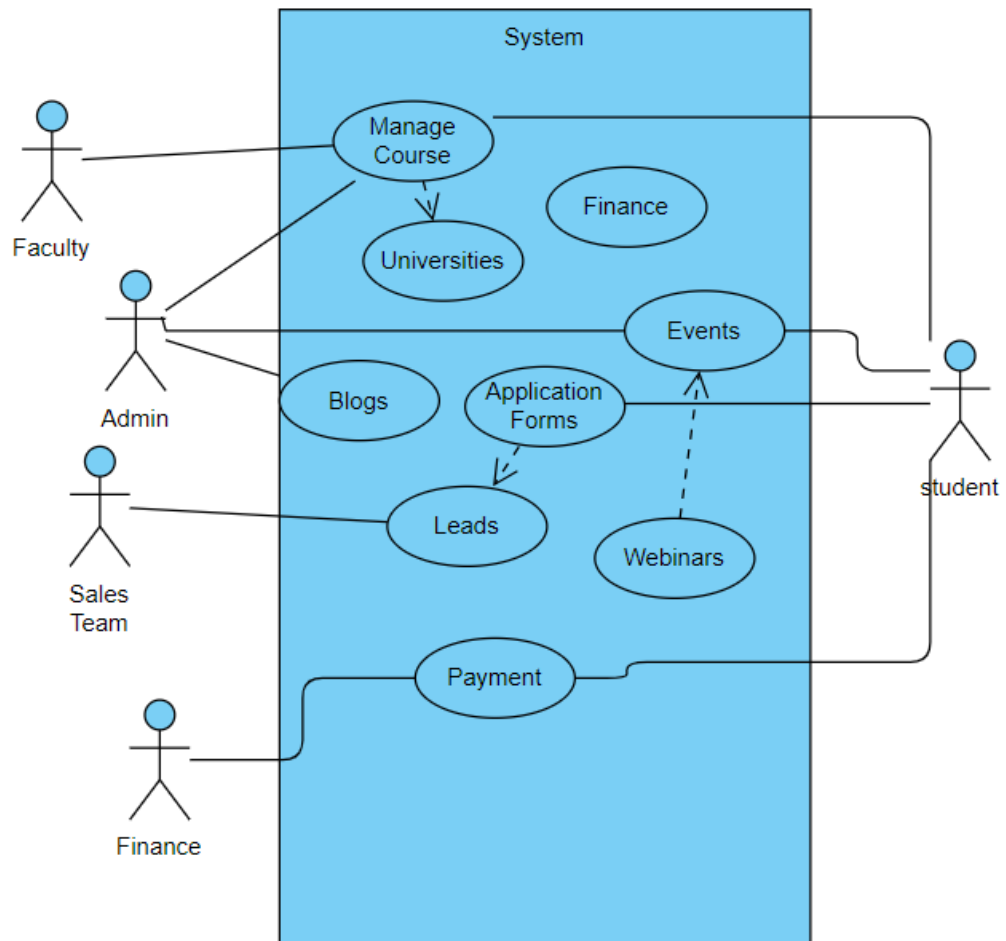 System
Manage
Course
Faculty
Finance
Universities
Events
Admin
Blogs
Application
Forms
student
Leads
Webinars
Sales
Team
Payment
Finance